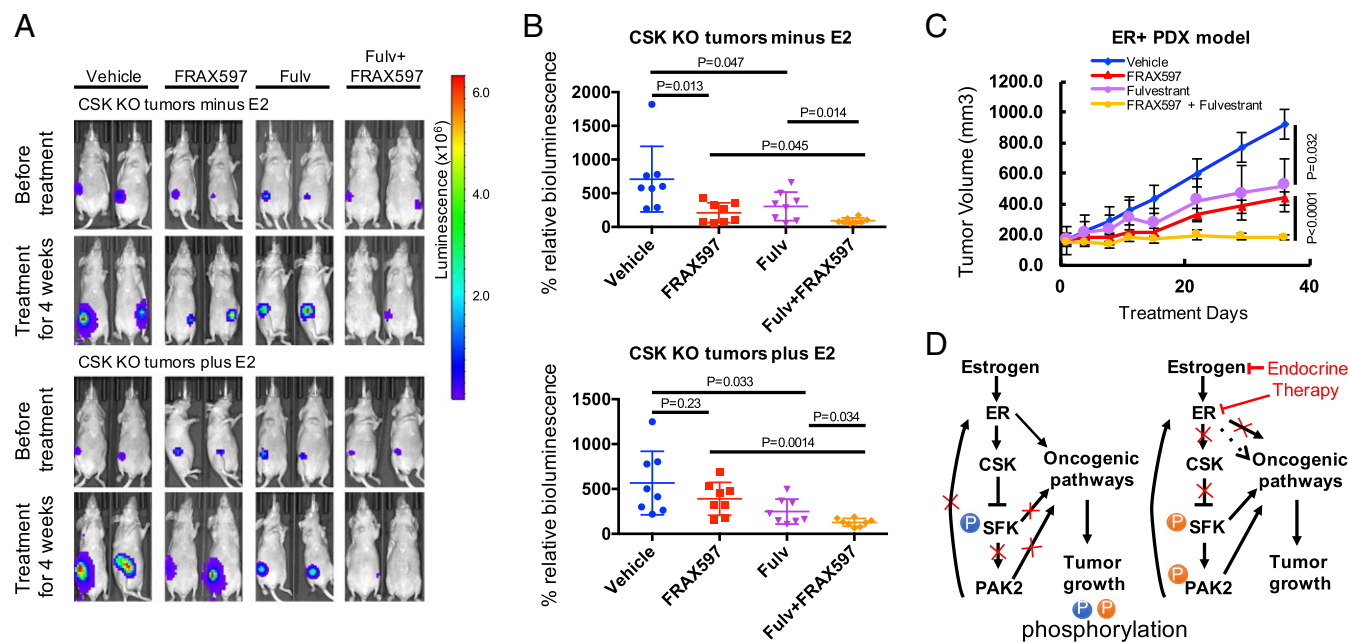 A
Vehicle
FRAX597
Fulv
Fulv+
FRAX597
CSK KO tumors minus E2
Before
treatment
Treatment
for 4 weeks
CSK KO tumors plus E2
Before
treatment
Treatment
for 4 weeks
6.0
4.0
2.0
Luminescence (x10⁶)
B
CSK KO tumors minus E2
P=0.047
P=0.013
P=0.014
P=0.045
% relative bioluminescence
2000
1500
1000
500
0
Vehicle
FRAX597
Fulv
Fulv+FRAX597
CSK KO tumors plus E2
P=0.033
P=0.23
P=0.034
P=0.0014
% relative bioluminescence
1500
1000
500
0
Vehicle
FRAX597
Fulv
Fulv+FRAX597
C
ER+ PDX model
Vehicle
FRAX597
Fulvestrant
FRAX597 + Fulvestrant
Tumor Volume (mm3)
1200.0
1000.0
800.0
600.0
400.0
200.0
0.0
0
20
40
Treatment Days
P=0.032
P<0.0001
D
Estrogen
ER
CSK
Oncogenic
pathways
P
SFK
PAK2
Tumor
growth
P P
phosphorylation
Estrogen
Endocrine
Therapy
ER
CSK
Oncogenic
pathways
P
SFK
P
PAK2
Tumor
growth